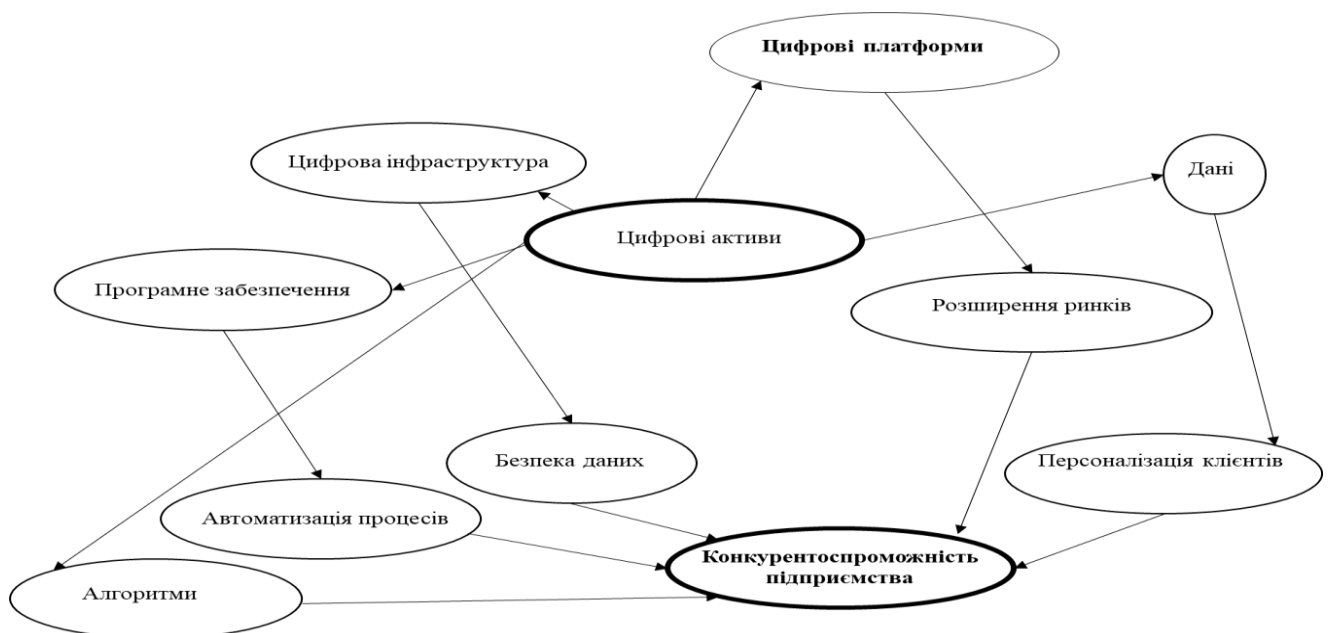 Цифрові платформи
Цифрова інфраструктура
Дані
Цифрові активи
Програмне забезпечення
Розширення ринків
Безпека даних
Персоналізація клієнтів
Автоматизація процесів
Конкурентоспроможність
підприємства
Алгоритми